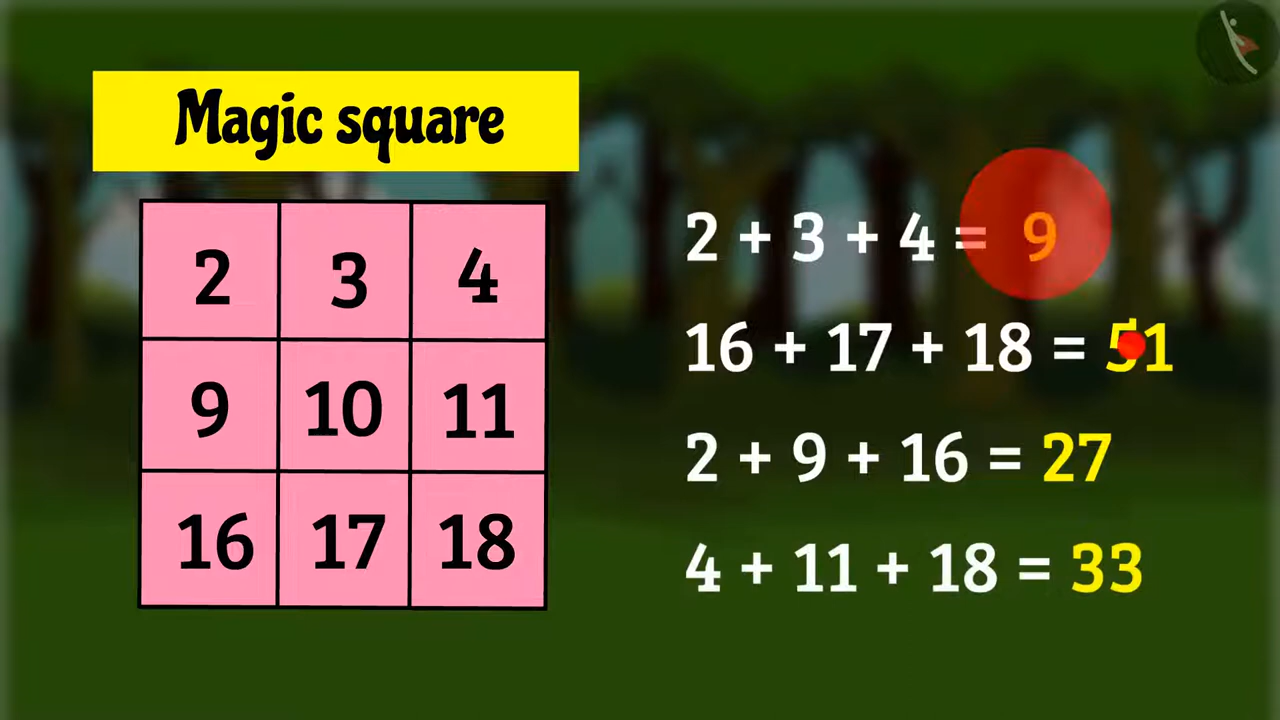 Magic square
2 3 4
9 10 11
16 17 18
2 + 3 + 4 = 9
16 + 17 + 18 = 51
2 + 9 + 16 = 27
4 + 11 + 18 = 33